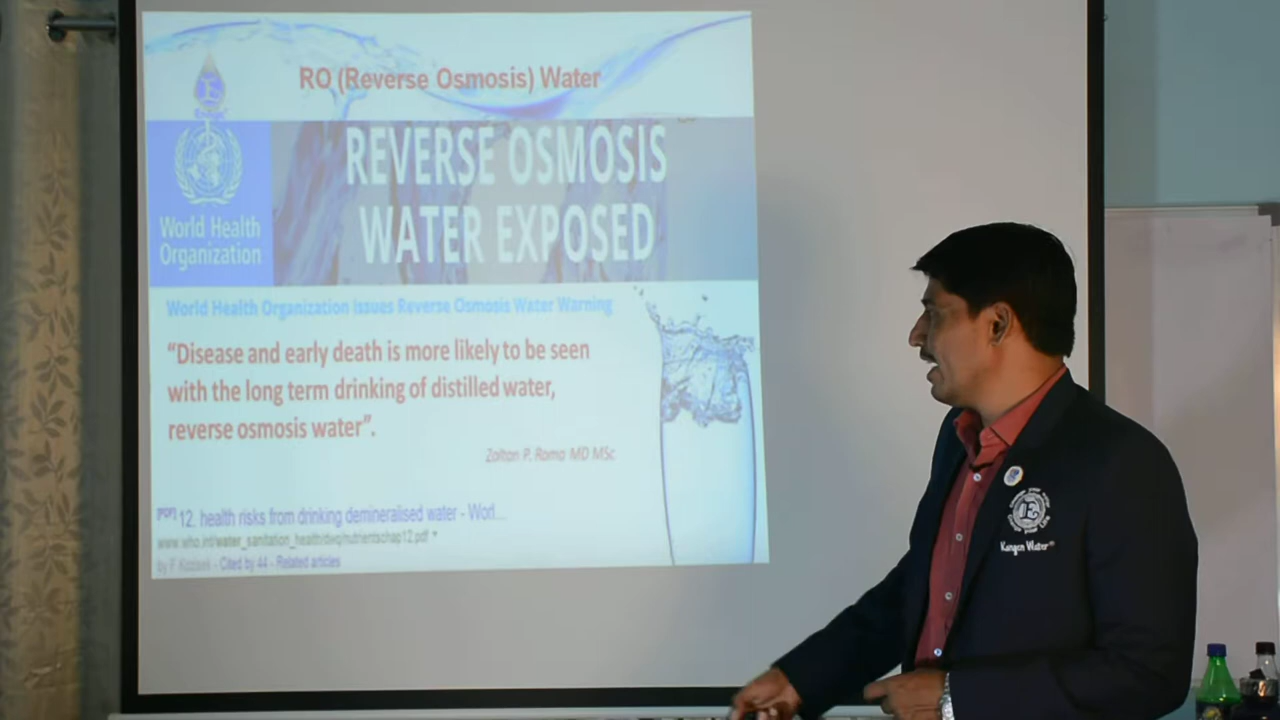 RO (Reverse Osmosis) Water
E
REVERSE OSMOSIS
WATER EXPOSED
World Health
Organization
World Health Organization Issues Reverse Osmosis Water Warning
“Disease and early death is more likely to be seen
with the long term drinking of distilled water,
reverse osmosis water”.
Zoltan P. Rona MD MSc
[PDF] 12. health risks from drinking demineralised water - Worl...
www.who.int/water_sanitation_health/dwq/nutrientschap12.pdf
by F Kozisek - Cited by 44 - Related articles
E
Kangen Water®